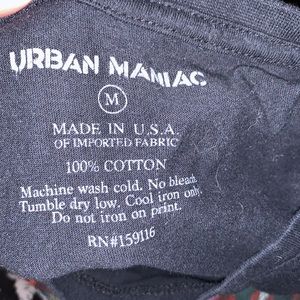 URBAN MANIAC
M
MADE IN U.S.A.
OF IMPORTED FABRIC
100% COTTON
Machine wash cold. No bleach.
Tumble dry low. Cool iron only.
Do not iron on print.
RN#159116